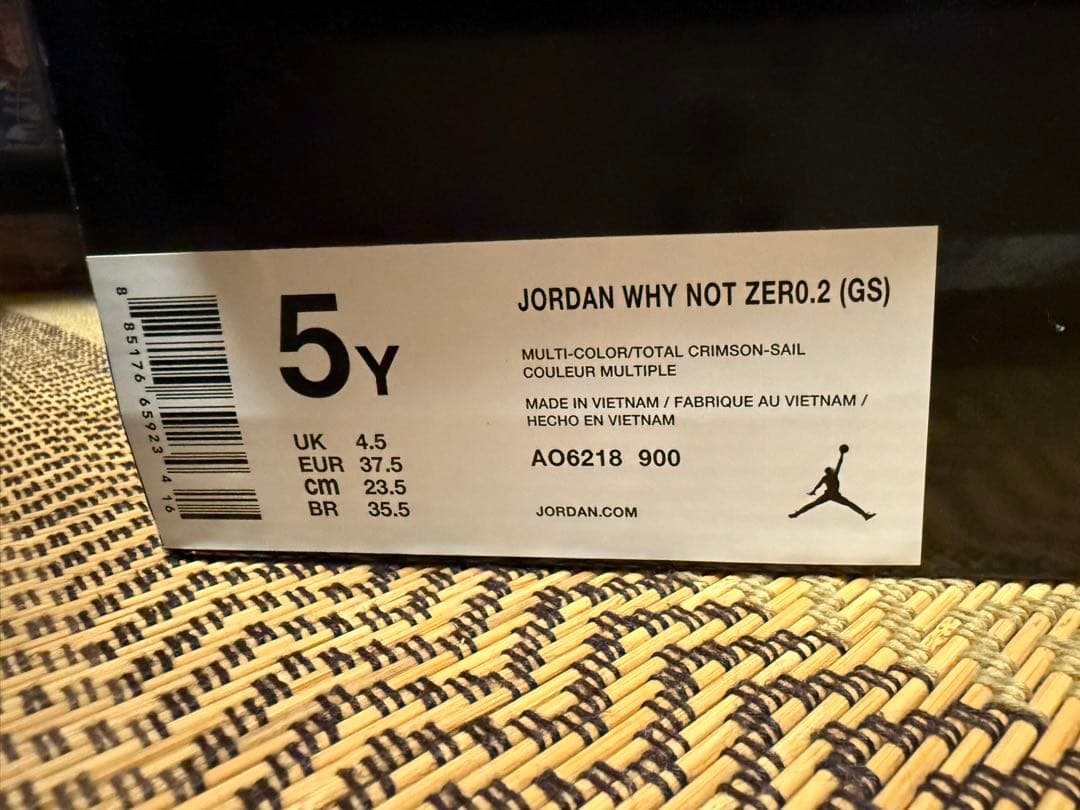 8 85176 65923 4 16
5Y
UK 4.5
EUR 37.5
cm 23.5
BR 35.5
JORDAN WHY NOT ZER0.2 (GS)
MULTI-COLOR/TOTAL CRIMSON-SAIL
COULEUR MULTIPLE
MADE IN VIETNAM / FABRIQUE AU VIETNAM /
HECHO EN VIETNAM
AO6218 900
JORDAN.COM